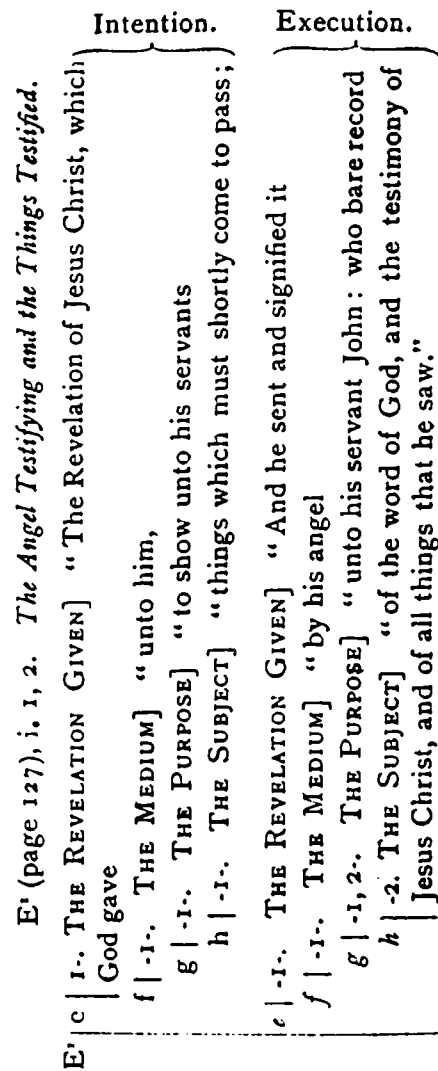 E¹ (page 127), i. 1, 2. The Angel Testifying and the Things Testified.
E¹ | e | 1-. THE REVELATION GIVEN] “ The Revelation of Jesus Christ, which
God gave
f | -1-. THE MEDIUM] “ unto him,
g | -1-. THE PURPOSE] “ to show unto his servants
h | -1-. THE SUBJECT] “ things which must shortly come to pass ;
Intention.
e | -1-. THE REVELATION GIVEN] “ And he sent and signified it
f | -1-. THE MEDIUM] “ by his angel
g | -1, 2-. THE PURPOSE] “ unto his servant John : who bare record
h | -2. THE SUBJECT] “ of the word of God, and the testimony of
Jesus Christ, and of all things that he saw.”
Execution.